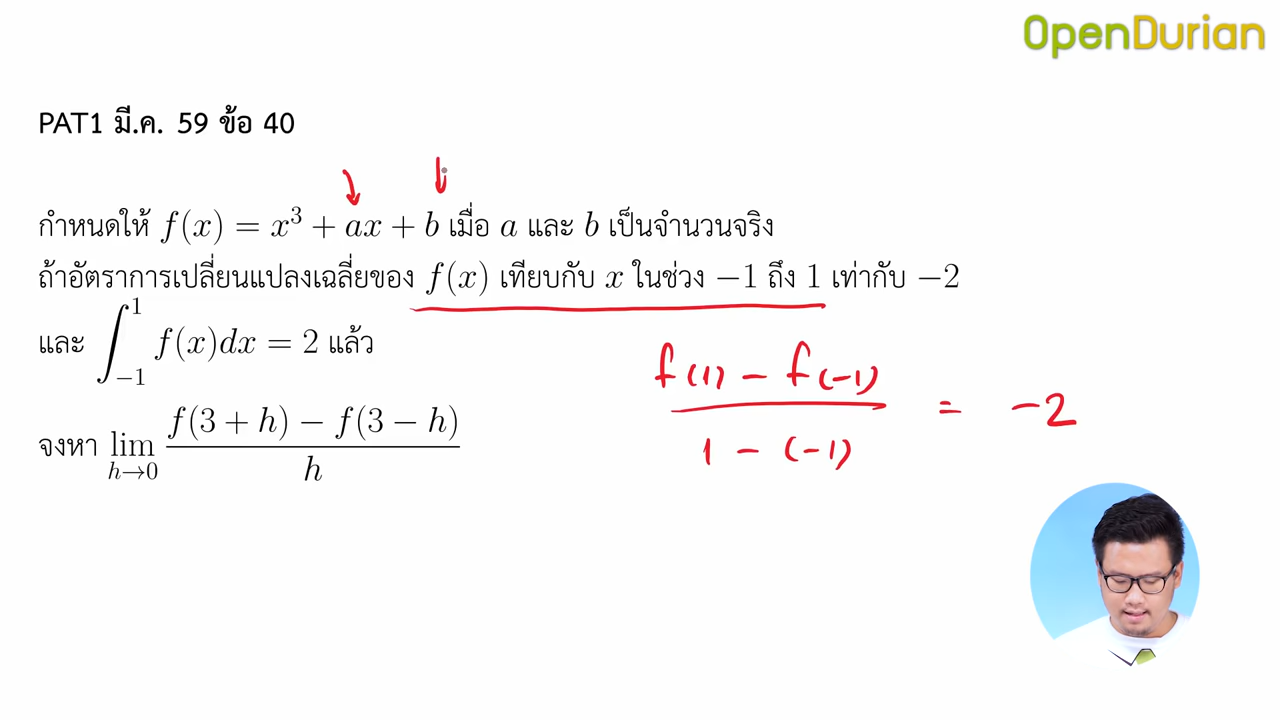 OpenDurian
PAT1 มี.ค. 59 ข้อ 40
กำหนดให้ f(x) = x³ + ax + b เมื่อ a และ b เป็นจำนวนจริง
ถ้าอัตราการเปลี่ยนแปลงเฉลี่ยของ f(x) เทียบกับ x ในช่วง −1 ถึง 1 เท่ากับ −2
และ ∫_{−1}^{1} f(x)dx = 2 แล้ว
จงหา lim_{h→0} (f(3 + h) − f(3 − h))/h
(f(1) − f(−1))/(1 − (−1)) = −2